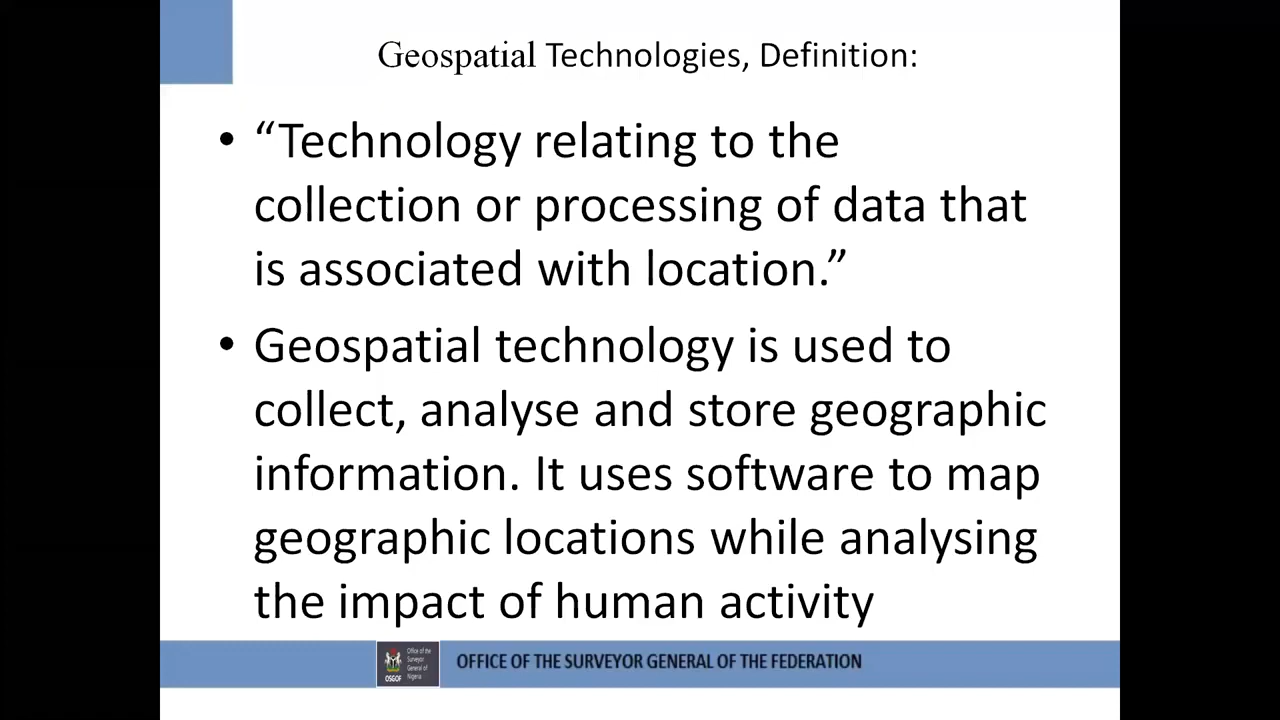 Geospatial Technologies, Definition:
• “Technology relating to the
collection or processing of data that
is associated with location.”
• Geospatial technology is used to
collect, analyse and store geographic
information. It uses software to map
geographic locations while analysing
the impact of human activity
Office of the
Surveyor
General of
Nigeria
OSGOF
OFFICE OF THE SURVEYOR GENERAL OF THE FEDERATION